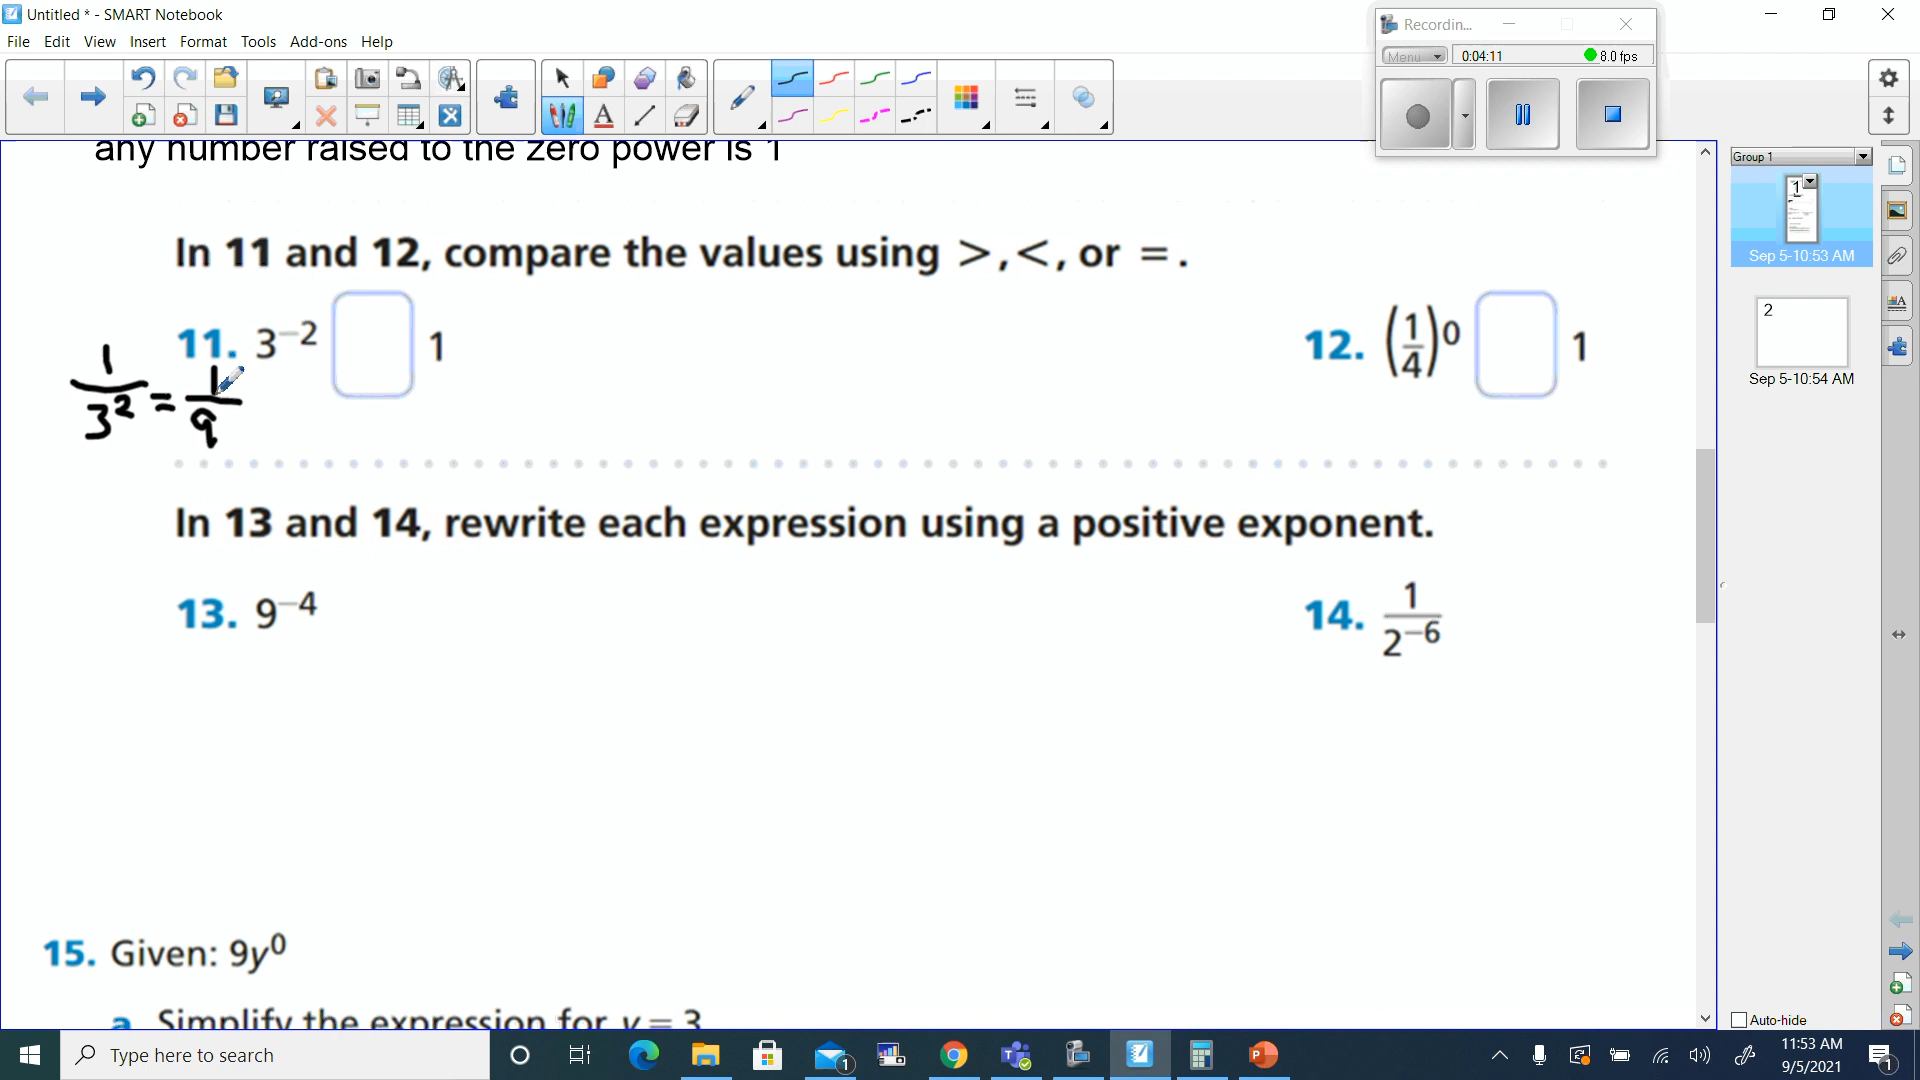 Untitled * - SMART Notebook
File Edit View Insert Format Tools Add-ons Help
Recordin...
Menu 0:04:11 8.0 fps
any number raised to the zero power is 1
In 11 and 12, compare the values using >, <, or = .
11. 3⁻² 1
12. (1/4)⁰ 1
1/3² = 1/9
In 13 and 14, rewrite each expression using a positive exponent.
13. 9⁻⁴
14. 1/2⁻⁶
15. Given: 9y⁰
a. Simplify the expression for y = 3
Group 1
1
Sep 5-10:53 AM
2
Sep 5-10:54 AM
Auto-hide
Type here to search
1
11:53 AM
9/5/2021
1